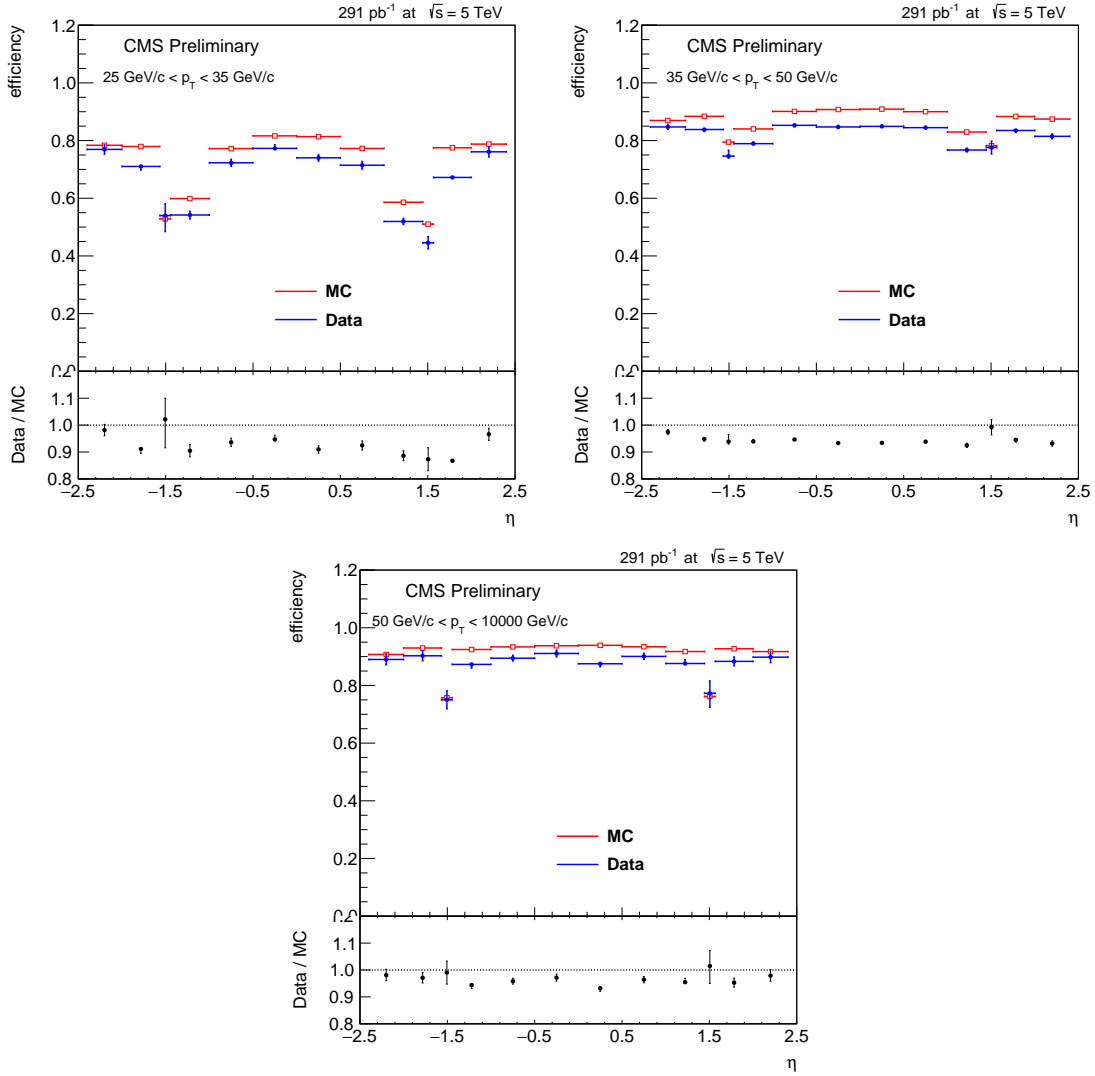 291 pb⁻¹ at √s = 5 TeV
efficiency
CMS Preliminary
25 GeV/c < p_T < 35 GeV/c
1.2
1.0
0.8
0.6
0.4
0.2
MC
Data
Data / MC
1.1
1.0
0.9
0.8
−2.5 −1.5 −0.5 0.5 1.5 2.5
η
291 pb⁻¹ at √s = 5 TeV
efficiency
CMS Preliminary
35 GeV/c < p_T < 50 GeV/c
1.2
1.0
0.8
0.6
0.4
0.2
MC
Data
Data / MC
1.1
1.0
0.9
0.8
−2.5 −1.5 −0.5 0.5 1.5 2.5
η
291 pb⁻¹ at √s = 5 TeV
efficiency
CMS Preliminary
50 GeV/c < p_T < 10000 GeV/c
1.2
1.0
0.8
0.6
0.4
0.2
MC
Data
Data / MC
1.1
1.0
0.9
0.8
−2.5 −1.5 −0.5 0.5 1.5 2.5
η